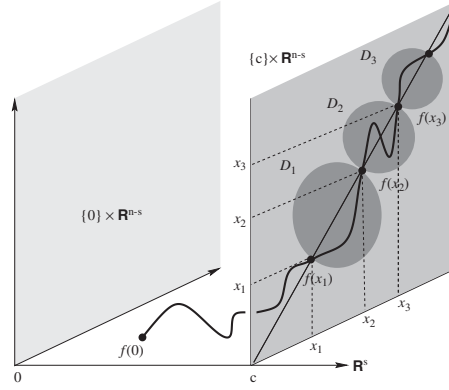 {c}× R^{n-s}
D_3
D_2
f(x_3)
x_3
D_1
f(x_2)
{0}× R^{n-s}
x_2
x_1
f(x_1)
f(0)
x_1
x_2
x_3
0
c
R^s